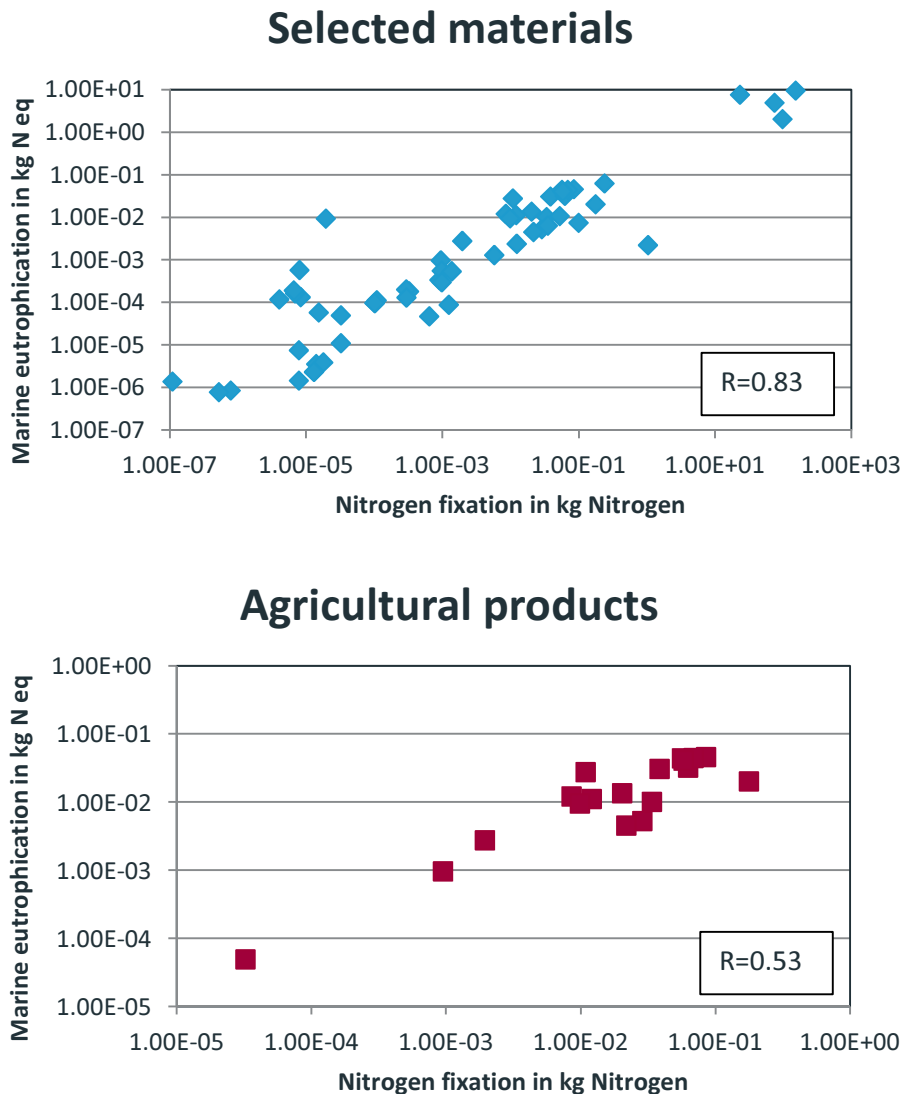 Selected materials
Marine eutrophication in kg N eq
1.00E+01
1.00E+00
1.00E-01
1.00E-02
1.00E-03
1.00E-04
1.00E-05
1.00E-06
1.00E-07
R=0.83
1.00E-07 1.00E-05 1.00E-03 1.00E-01 1.00E+01 1.00E+03
Nitrogen fixation in kg Nitrogen
Agricultural products
Marine eutrophication in kg N eq
1.00E+00
1.00E-01
1.00E-02
1.00E-03
1.00E-04
1.00E-05
R=0.53
1.00E-05 1.00E-04 1.00E-03 1.00E-02 1.00E-01 1.00E+00
Nitrogen fixation in kg Nitrogen